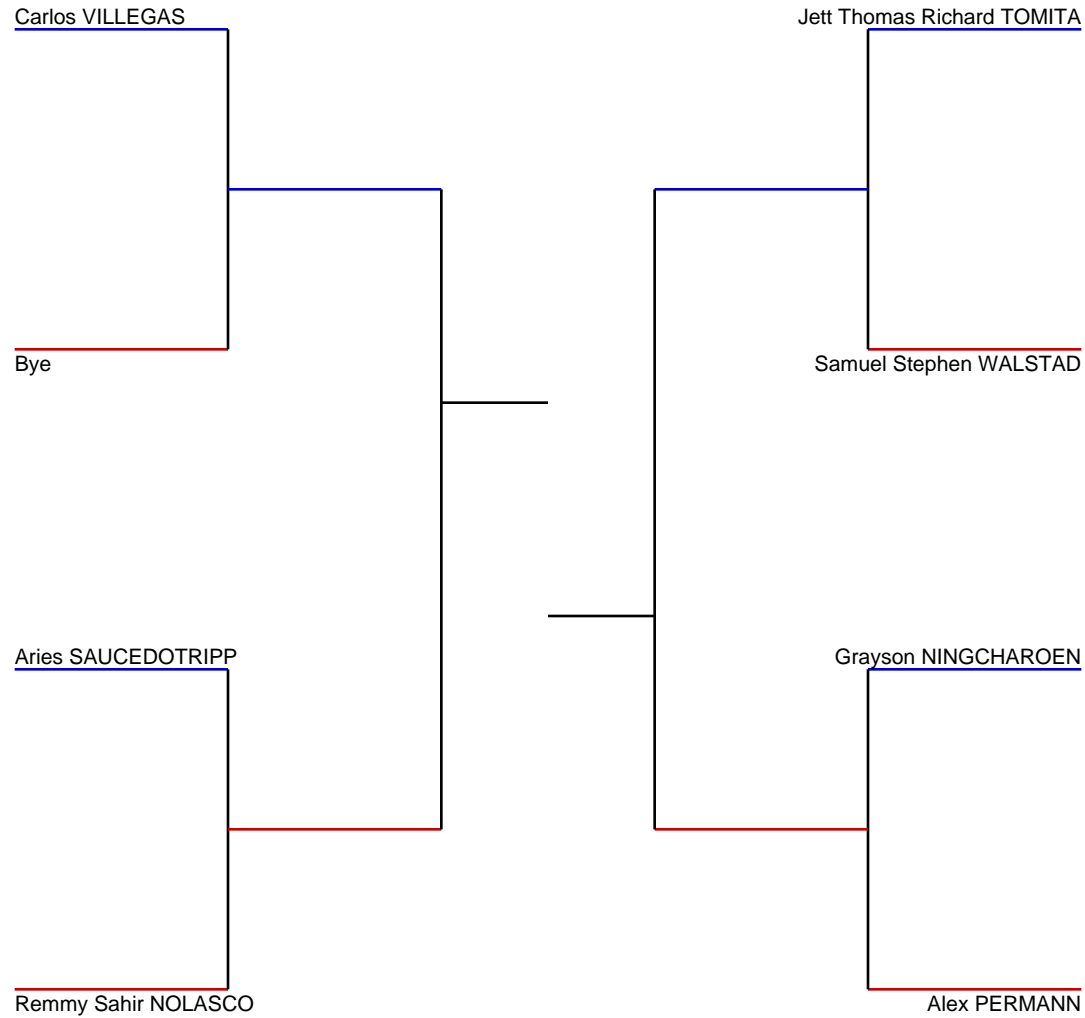 Carlos VILLEGAS
Jett Thomas Richard TOMITA
Bye
Samuel Stephen WALSTAD
Aries SAUCEDOTRIPP
Grayson NINGCHAROEN
Remmy Sahir NOLASCO
Alex PERMANN